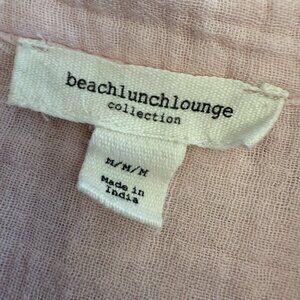 beachlunchlounge
collection
M/M/M
Made in
India